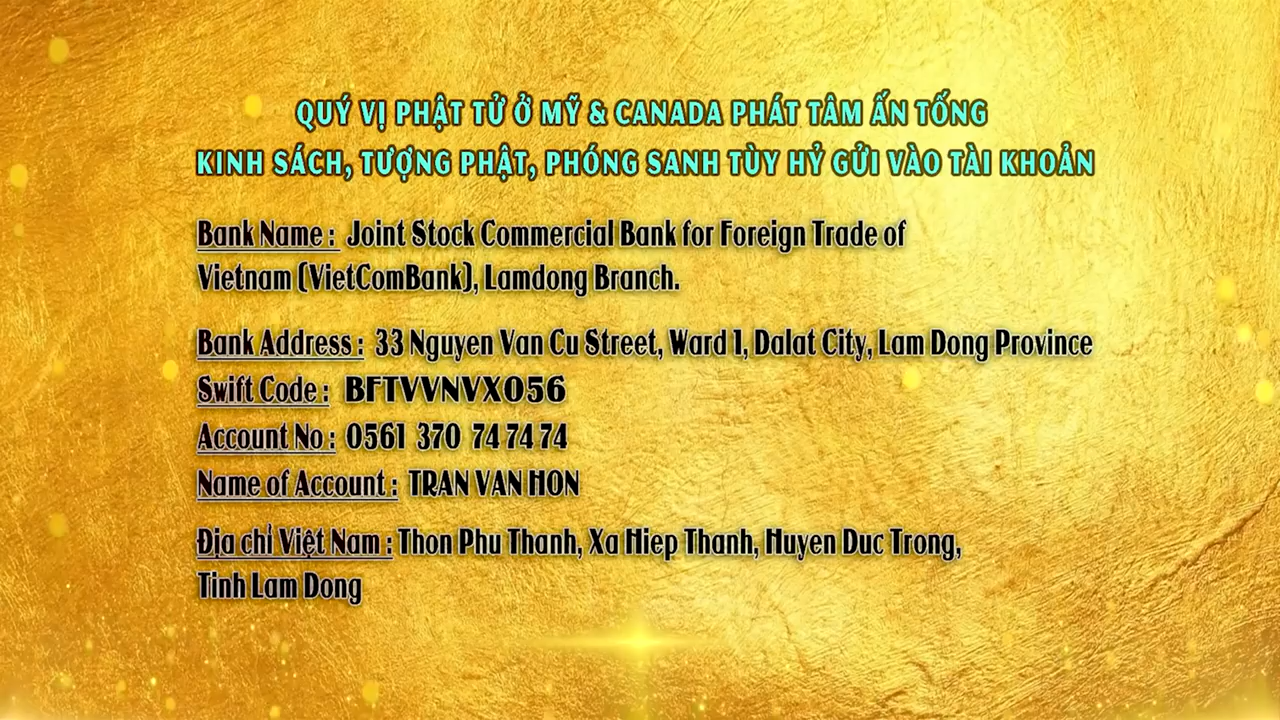 QUÝ VỊ PHẬT TỬ Ở MỸ & CANADA PHÁT TÂM ẤN TỐNG
KINH SÁCH, TƯỢNG PHẬT, PHÓNG SANH TÙY HỶ GỬI VÀO TÀI KHOẢN
Bank Name : Joint Stock Commercial Bank for Foreign Trade of
Vietnam (VietComBank), Lamdong Branch.
Bank Address : 33 Nguyen Van Cu Street, Ward 1, Dalat City, Lam Dong Province
Swift Code : BFTVVNVX056
Account No : 0561 370 74 74 74
Name of Account : TRAN VAN HON
Địa chỉ Việt Nam : Thon Phu Thanh, Xa Hiep Thanh, Huyen Duc Trong,
Tinh Lam Dong